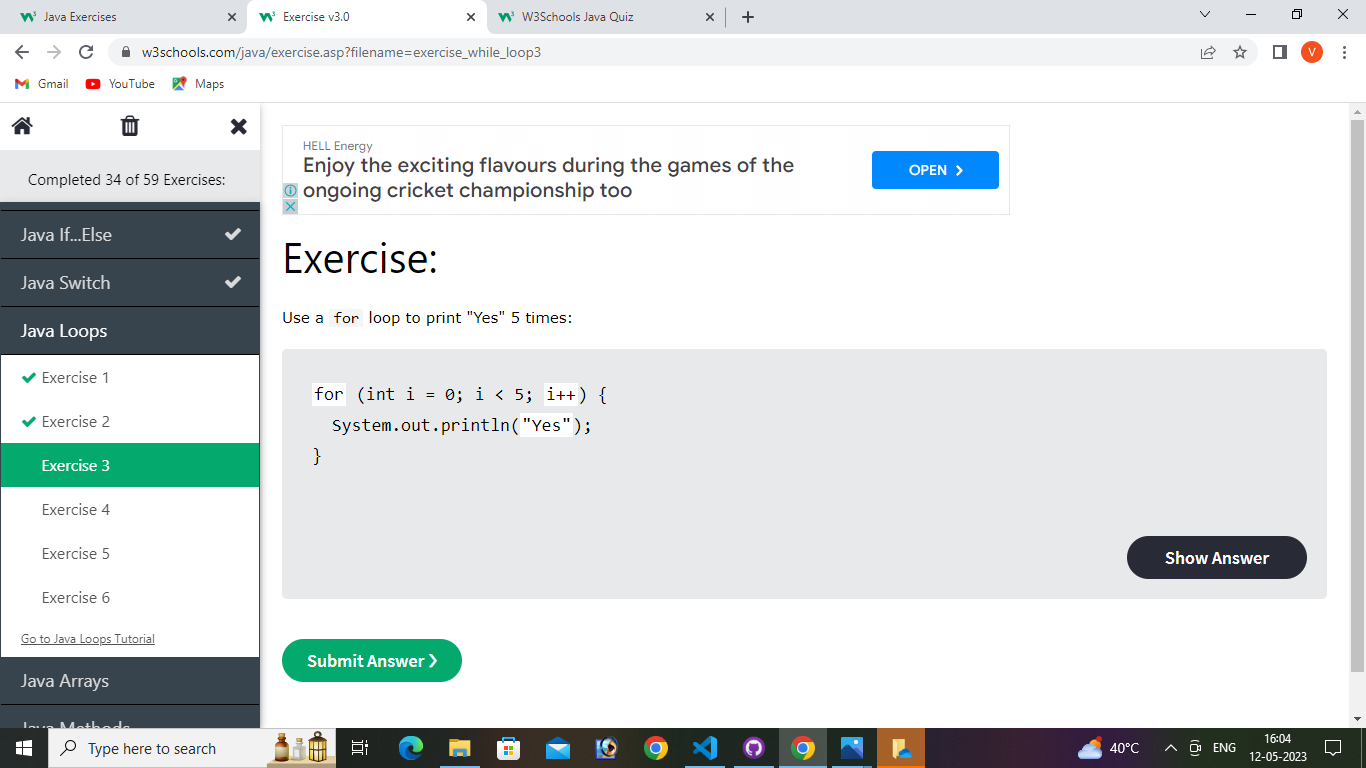 Java Exercises
Exercise v3.0
W3Schools Java Quiz
w3schools.com/java/exercise.asp?filename=exercise_while_loop3
V
Gmail
YouTube
Maps
Completed 34 of 59 Exercises:
Java If...Else
Java Switch
Java Loops
Exercise 1
Exercise 2
Exercise 3
Exercise 4
Exercise 5
Exercise 6
Go to Java Loops Tutorial
Java Arrays
Java Methods
HELL Energy
Enjoy the exciting flavours during the games of the
ongoing cricket championship too
OPEN
Exercise:
Use a for loop to print "Yes" 5 times:
for (int i = 0; i < 5; i++) {
System.out.println("Yes");
}
Show Answer
Submit Answer ❯
Type here to search
40°C
ENG
16:04
12-05-2023